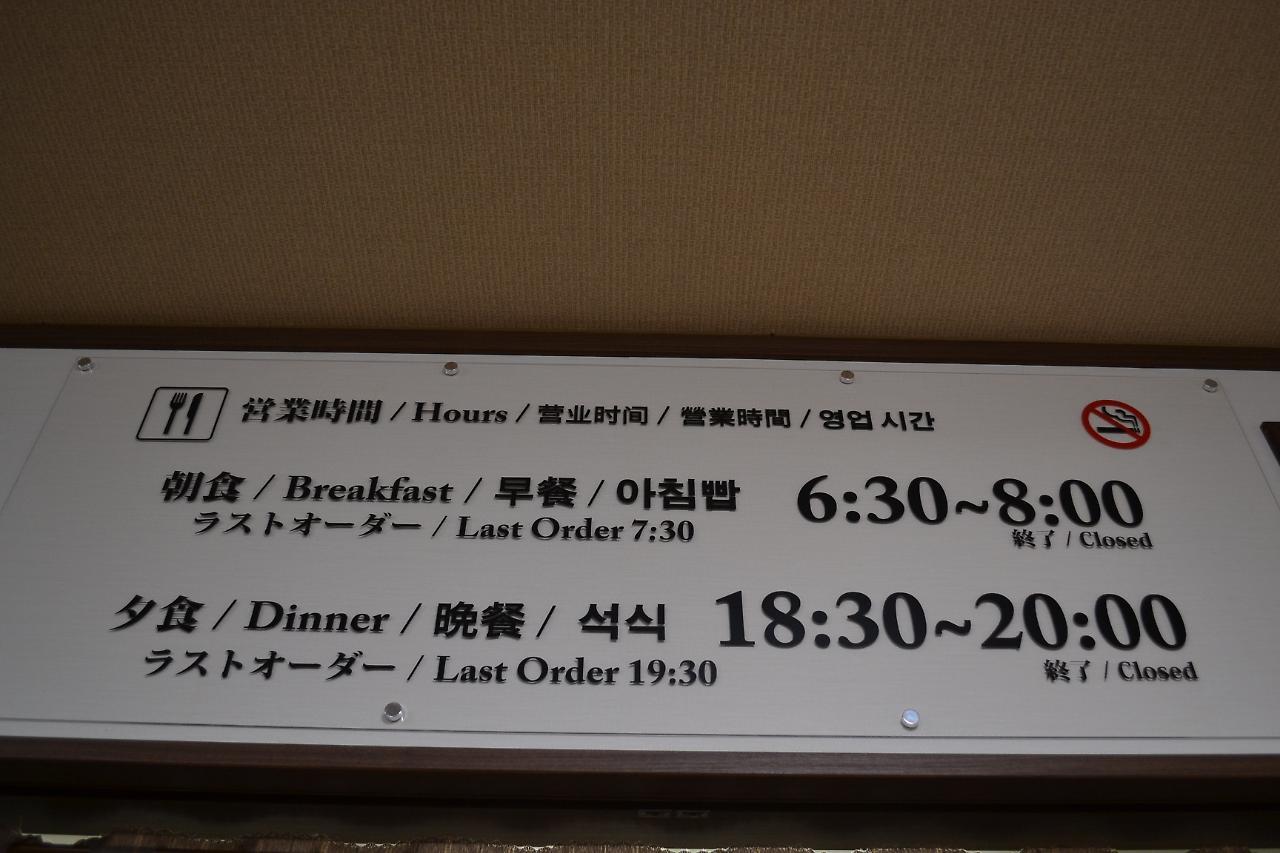 営業時間 / Hours / 营业时间 / 營業時間 / 영업 시간
朝食 / Breakfast / 早餐 / 아침빱 6:30~8:00
ラストオーダー / Last Order 7:30 終了 / Closed
夕食 / Dinner / 晩餐 / 석식 18:30~20:00
ラストオーダー / Last Order 19:30 終了 / Closed